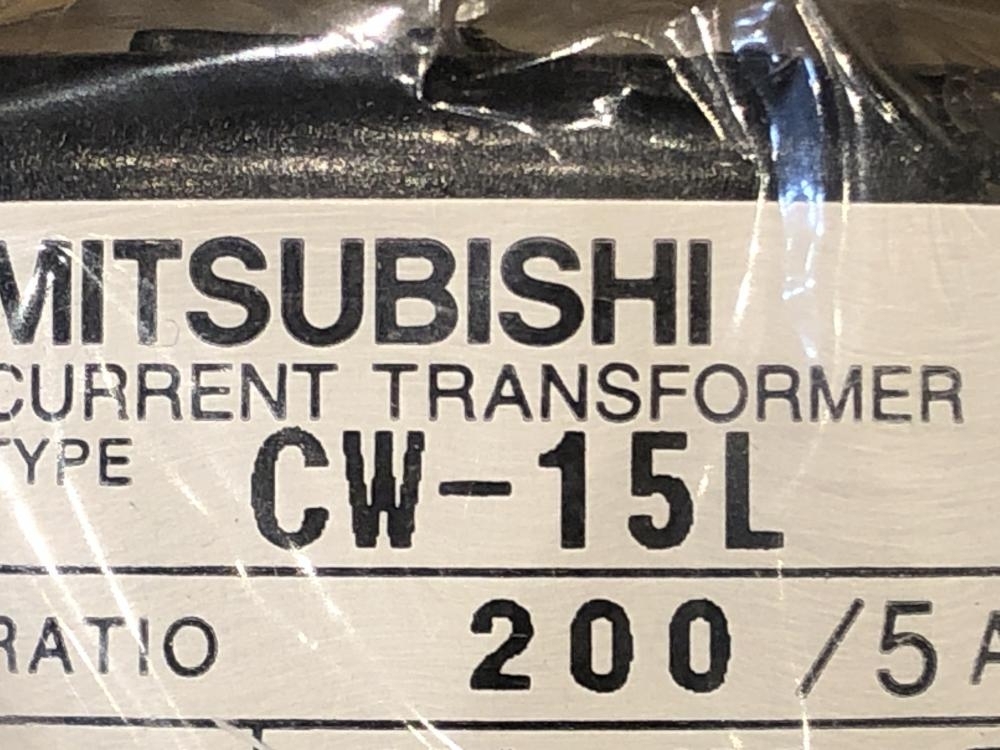 MITSUBISHI
CURRENT TRANSFORMER
TYPE CW-15L
RATIO 200/5A